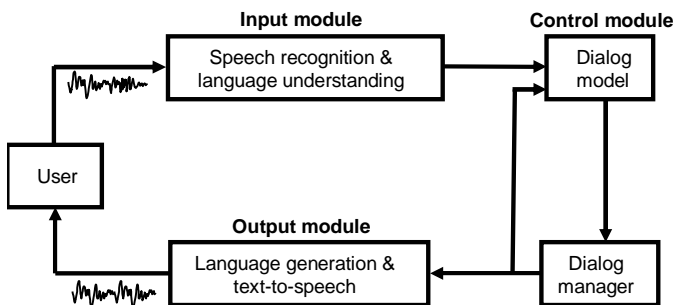 Input module
Control module
Speech recognition &
language understanding
Dialog
model
User
Output module
Language generation &
text-to-speech
Dialog
manager